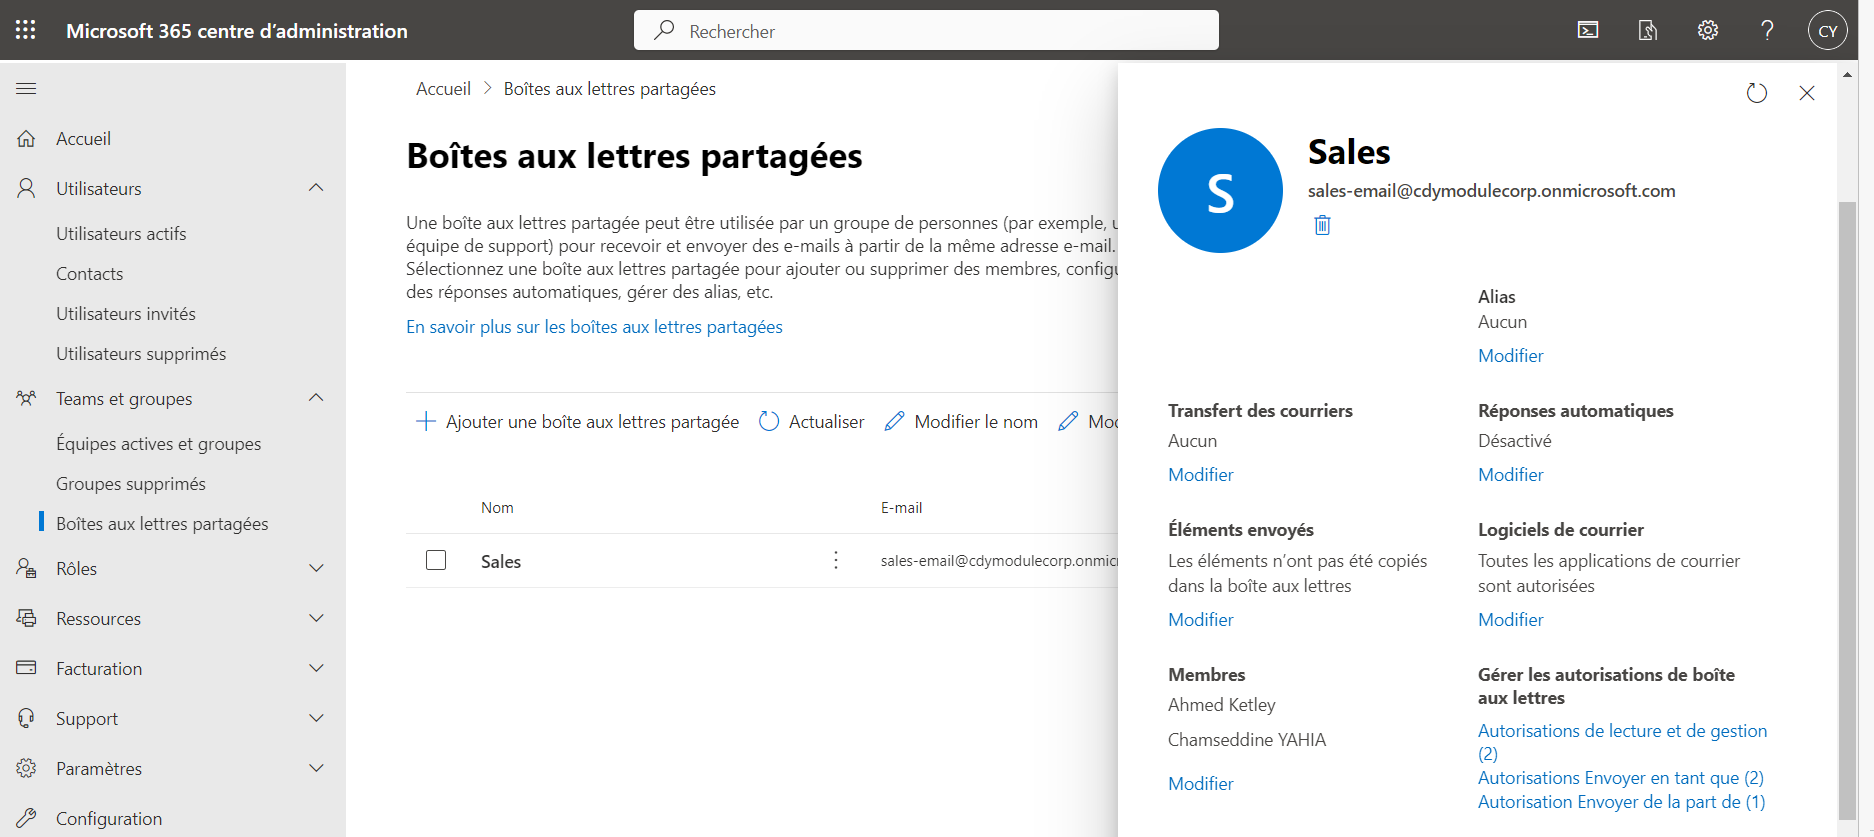 Microsoft 365 centre d’administration
Rechercher
CY
Accueil
Utilisateurs
Utilisateurs actifs
Contacts
Utilisateurs invités
Utilisateurs supprimés
Teams et groupes
Équipes actives et groupes
Groupes supprimés
Boîtes aux lettres partagées
Rôles
Ressources
Facturation
Support
Paramètres
Configuration
Accueil > Boîtes aux lettres partagées
Boîtes aux lettres partagées
Une boîte aux lettres partagée peut être utilisée par un groupe de personnes (par exemple,
équipe de support) pour recevoir et envoyer des e-mails à partir de la même adresse e-mail.
Sélectionnez une boîte aux lettres partagée pour ajouter ou supprimer des membres,
des réponses automatiques, gérer des alias, etc.
En savoir plus sur les boîtes aux lettres partagées
Ajouter une boîte aux lettres partagée Actualiser Modifier le nom
Nom E-mail
Sales sales-email@cdymodulecorp.onmicr
Sales
sales-email@cdymodulecorp.onmicrosoft.com
Alias
Aucun
Modifier
Transfert des courriers
Aucun
Modifier
Réponses automatiques
Désactivé
Modifier
Éléments envoyés
Les éléments n’ont pas été copiés
dans la boîte aux lettres
Modifier
Logiciels de courrier
Toutes les applications de courrier
sont autorisées
Modifier
Membres
Ahmed Ketley
Chamseddine YAHIA
Modifier
Gérer les autorisations de boîte
aux lettres
Autorisations de lecture et de gestion
(2)
Autorisations Envoyer en tant que (2)
Autorisation Envoyer de la part de (1)
S